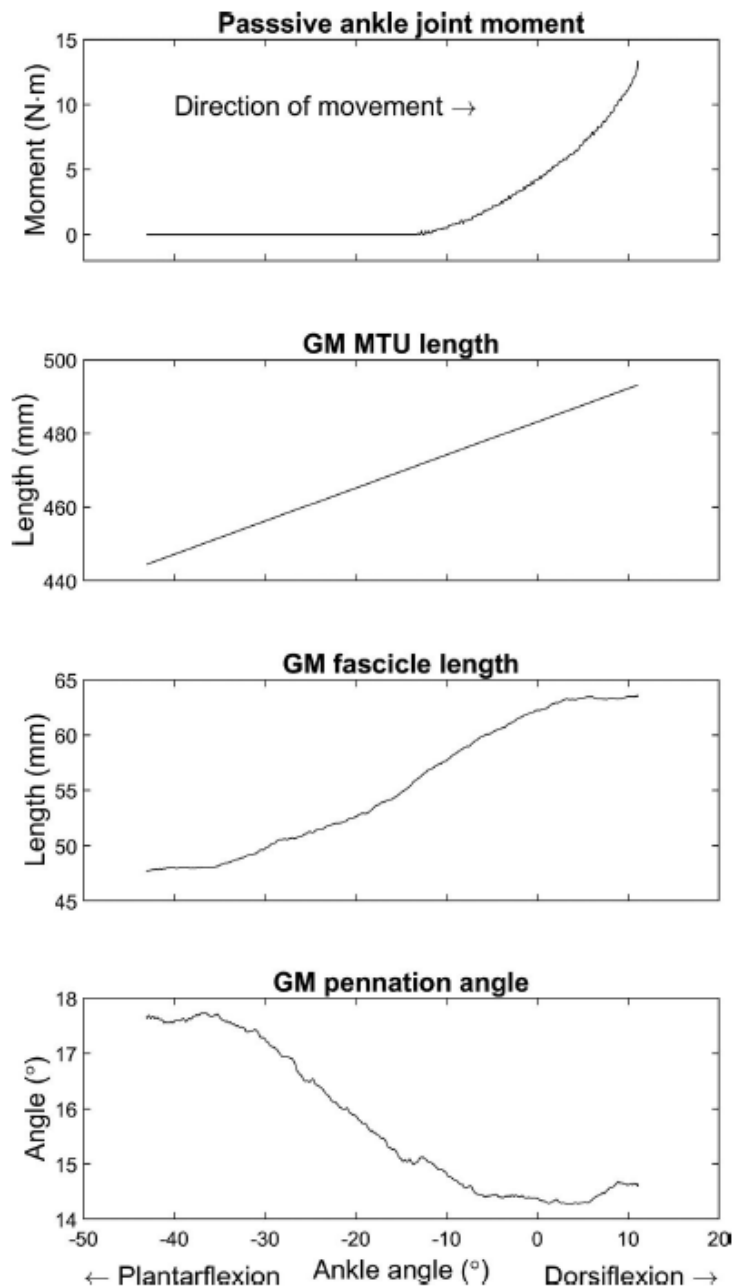 Passsive ankle joint moment
15
10
5
0
Moment (N·m)
Direction of movement →
GM MTU length
500
480
460
440
Length (mm)
GM fascicle length
65
60
55
50
45
Length (mm)
GM pennation angle
18
17
16
15
14
Angle (°)
-50 -40 -30 -20 -10 0 10 20
← Plantarflexion Ankle angle (°) Dorsiflexion →